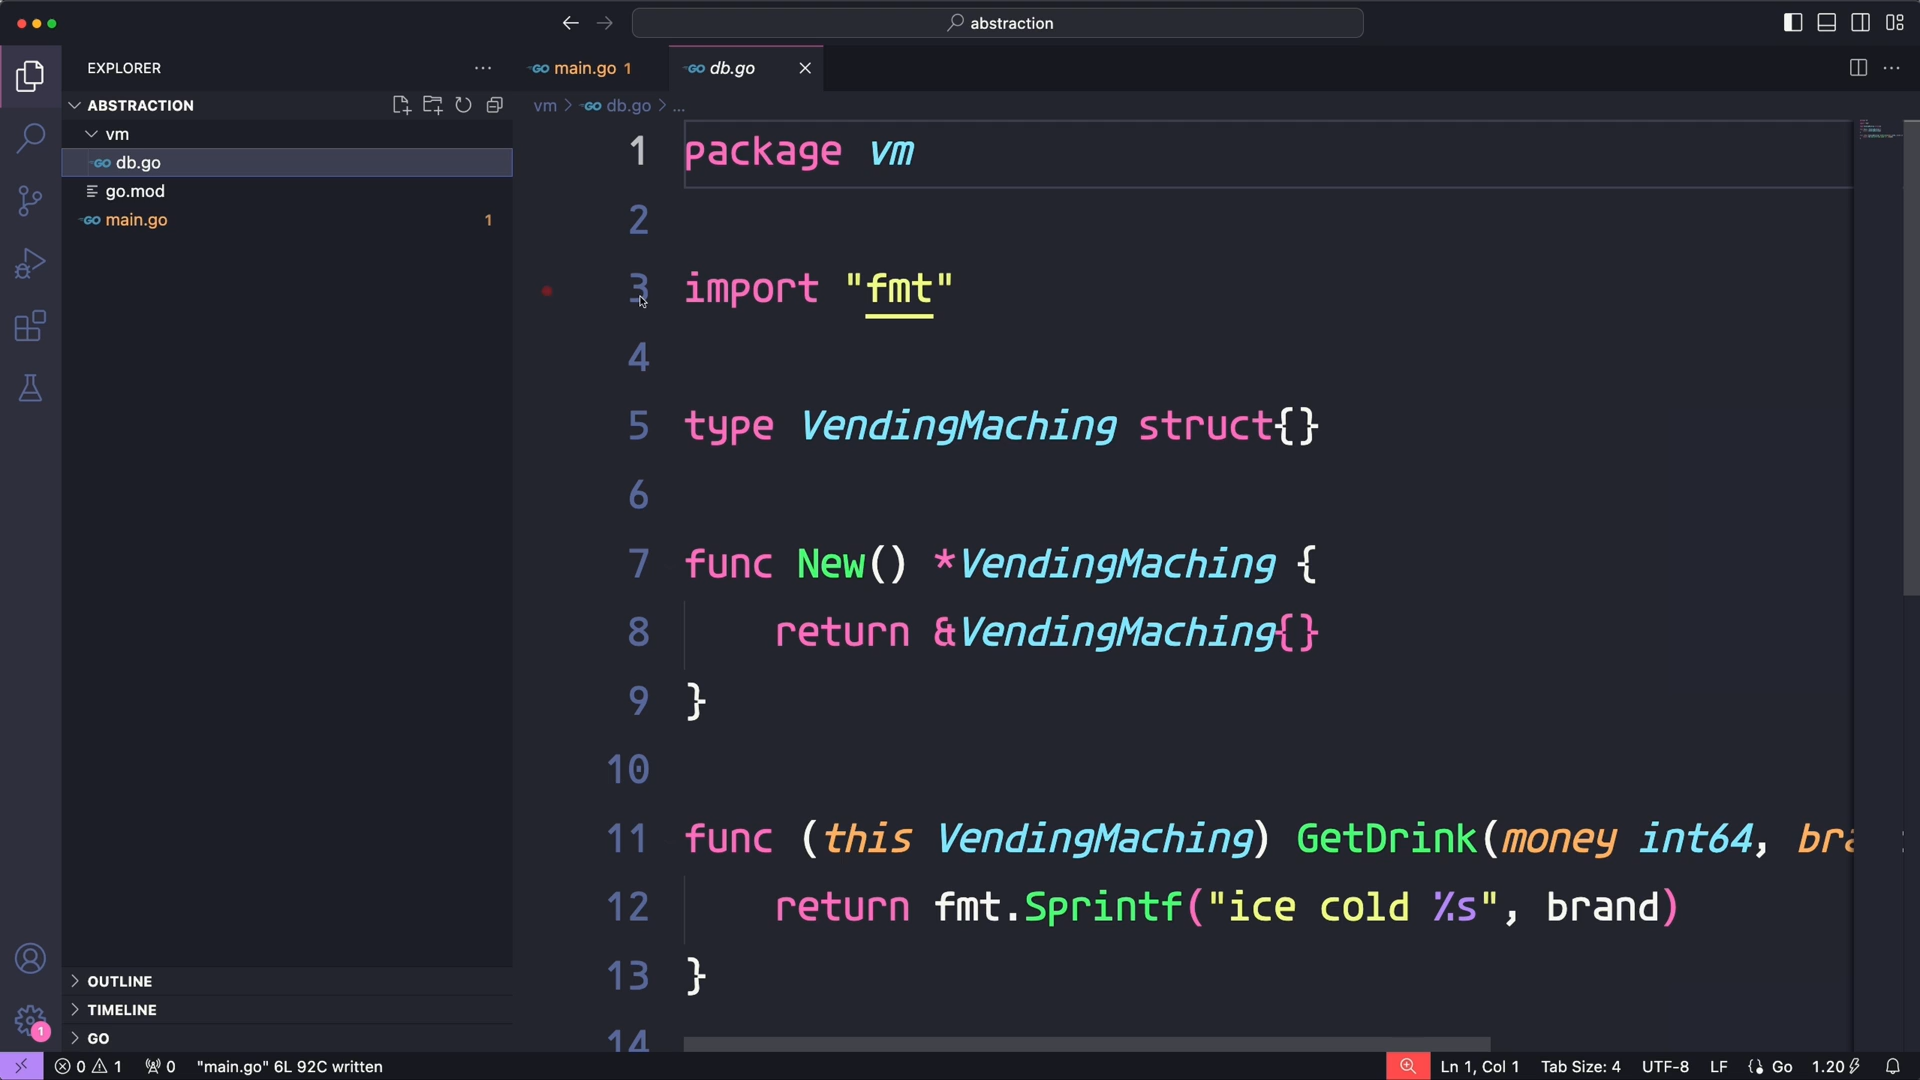 abstraction
EXPLORER
main.go 1
db.go
ABSTRACTION
vm > db.go > ...
vm
db.go
go.mod
main.go 1
1 package vm
2
3 import "fmt"
4
5 type VendingMaching struct{}
6
7 func New() *VendingMaching {
8 return &VendingMaching{}
9 }
10
11 func (this VendingMaching) GetDrink(money int64, bra
12 return fmt.Sprintf("ice cold %s", brand)
13 }
14
OUTLINE
TIMELINE
GO
1
0 1 0 "main.go" 6L 92C written
Ln 1, Col 1 Tab Size: 4 UTF-8 LF Go 1.20